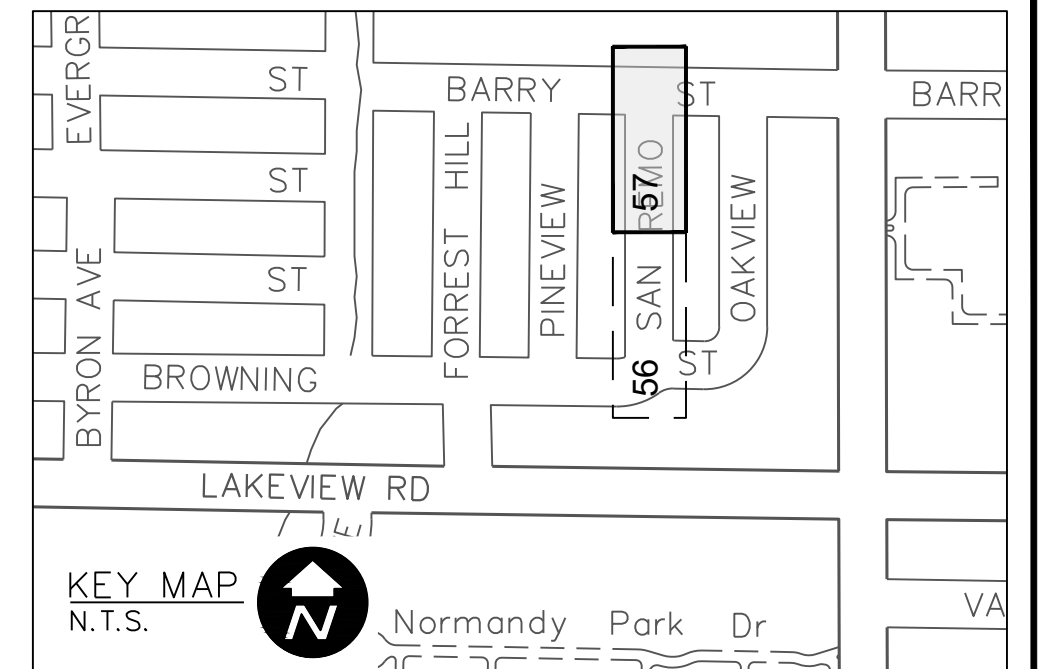 EVERGR
ST
BARRY ST
BARR
ST
ST
BYRON AVE
FORREST HILL
PINEVIEW
SAN REMO
OAKVIEW
57
56
ST
BROWNING
LAKEVIEW RD
KEY MAP
N.T.S.
N
Normandy Park Dr
VA